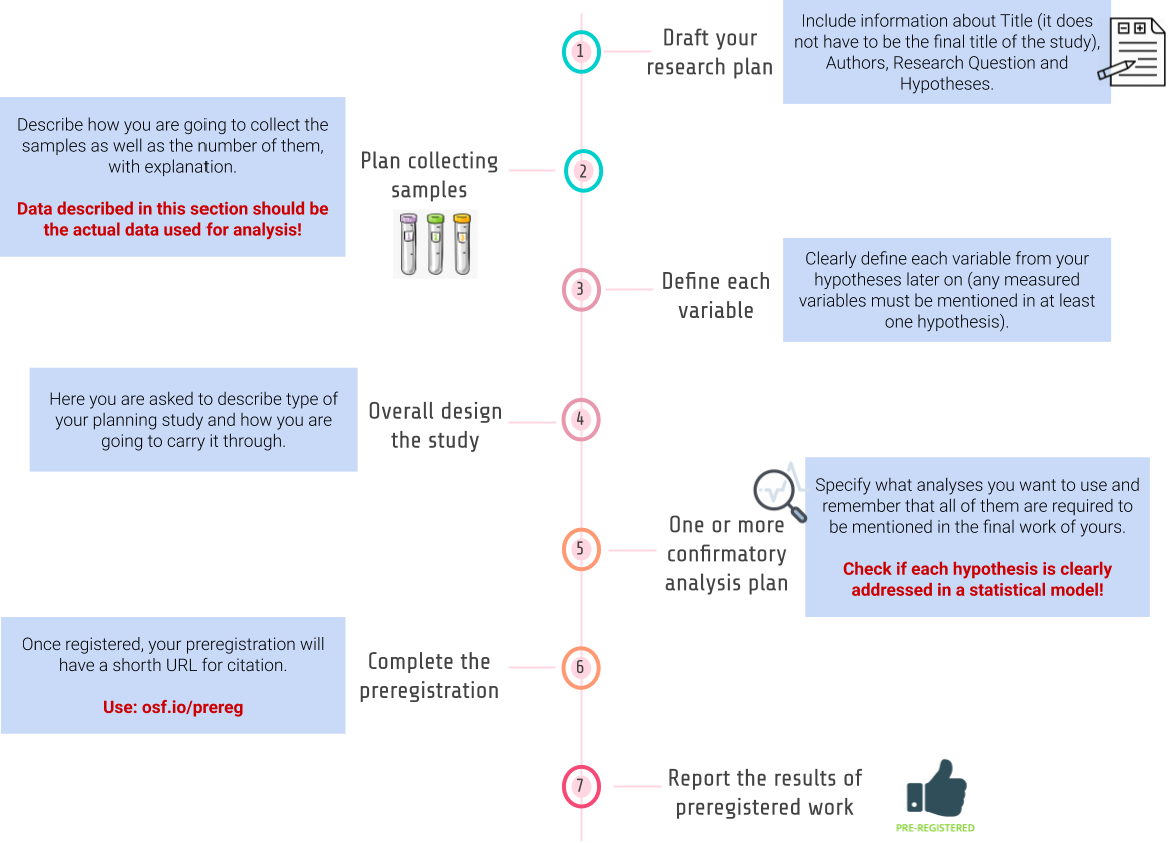 1
Draft your
research plan
Include information about Title (it does
not have to be the final title of the study),
Authors, Research Question and
Hypotheses.
Describe how you are going to collect the
samples as well as the number of them,
with explanation.
Data described in this section should be
the actual data used for analysis!
Plan collecting
samples
2
3
Define each
variable
Clearly define each variable from your
hypotheses later on (any measured
variables must be mentioned in at least
one hypothesis).
Here you are asked to describe type of
your planning study and how you are
going to carry it through.
Overall design
the study
4
5
One or more
confirmatory
analysis plan
Specify what analyses you want to use and
remember that all of them are required to
be mentioned in the final work of yours.
Check if each hypothesis is clearly
addressed in a statistical model!
Once registered, your preregistration will
have a shorth URL for citation.
Use: osf.io/prereg
Complete the
preregistration
6
7
Report the results of
preregistered work
PRE-REGISTERED